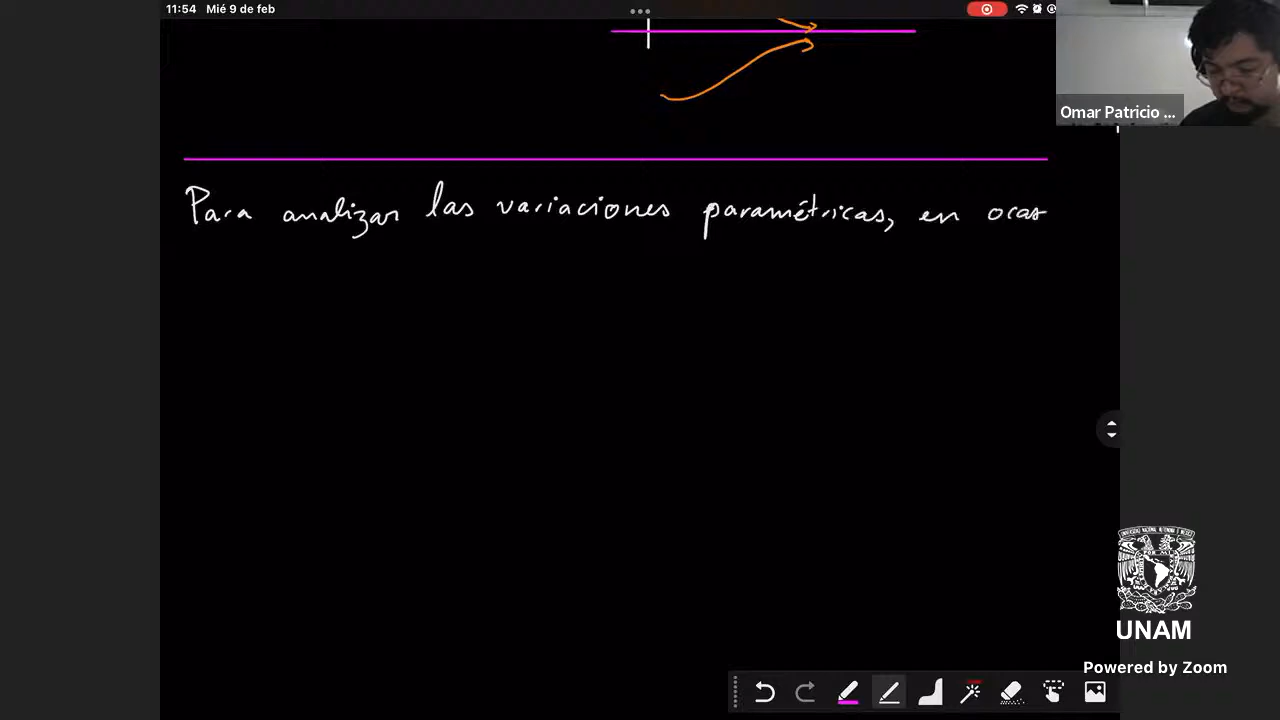 11:54 Mié 9 de feb
Omar Patricio ...
Para analizar las variaciones paramétricas, en ocas
UNAM
Powered by Zoom